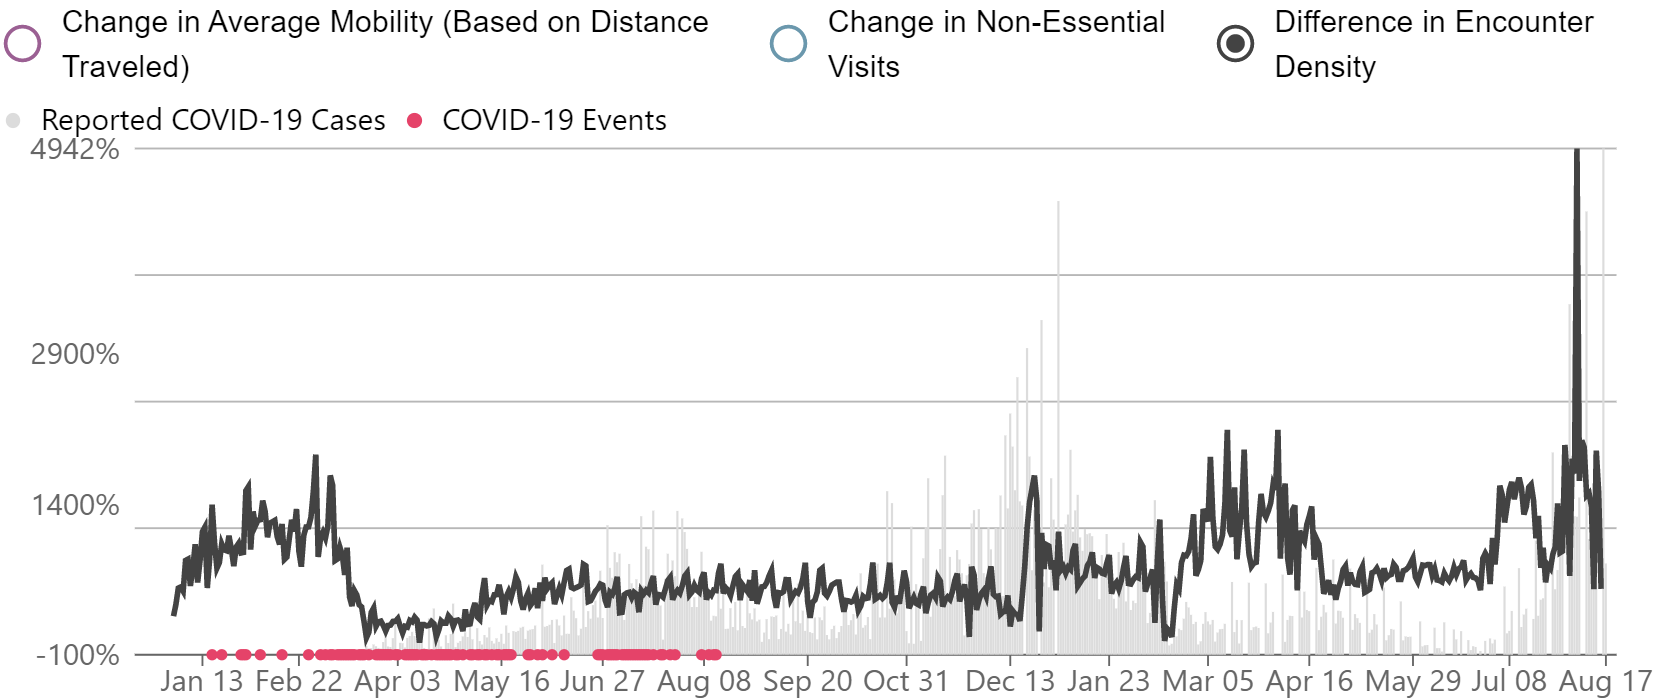 Change in Average Mobility (Based on Distance
Traveled)
Change in Non-Essential
Visits
Difference in Encounter
Density
Reported COVID-19 Cases
COVID-19 Events
4942%
2900%
1400%
-100%
Jan 13 Feb 22 Apr 03 May 16 Jun 27 Aug 08 Sep 20 Oct 31 Dec 13 Jan 23 Mar 05 Apr 16 May 29 Jul 08 Aug 17